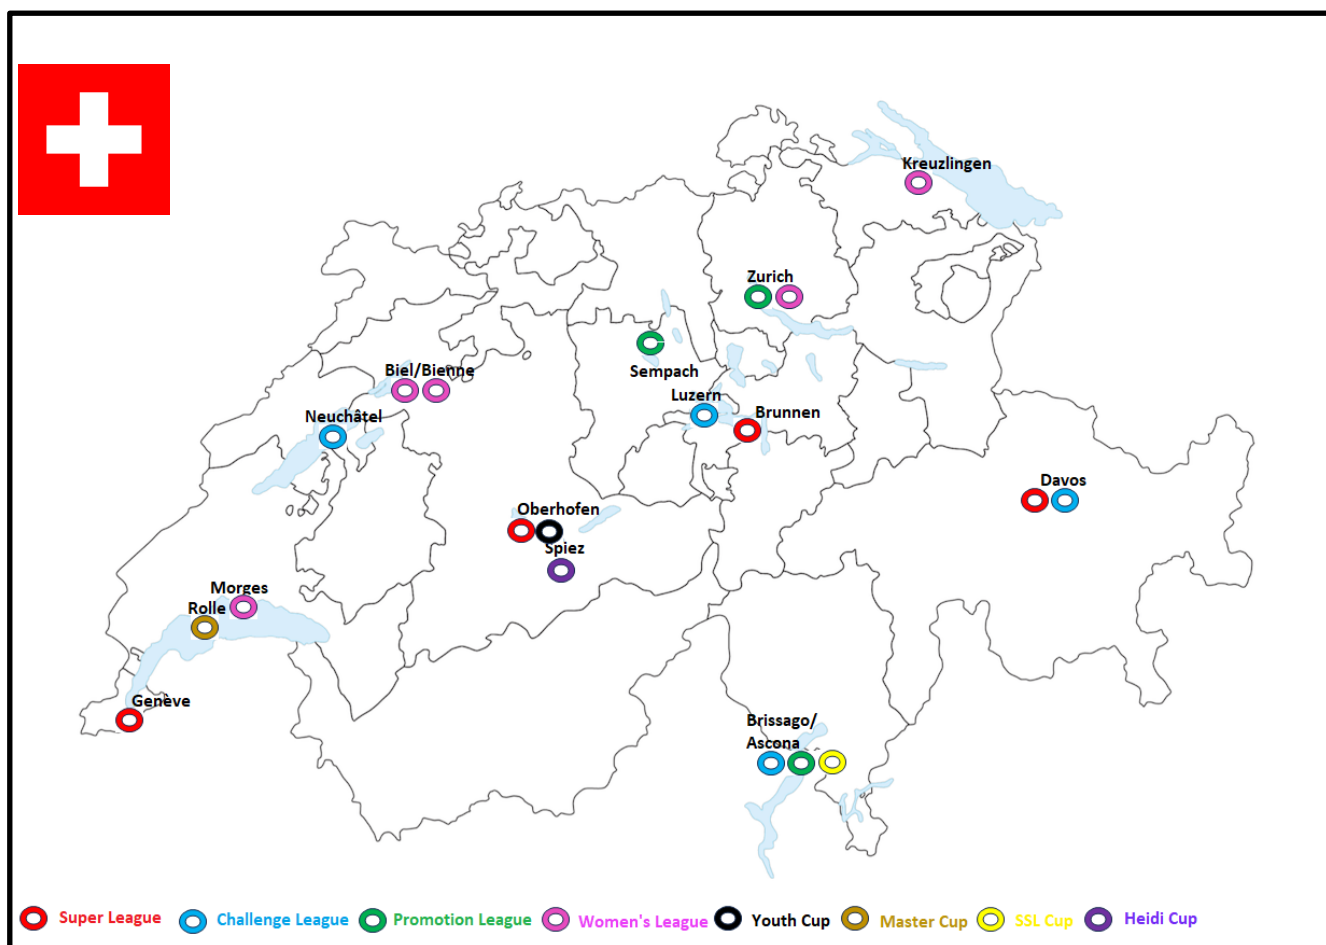 Kreuzlingen
Zurich
Biel/Bienne
Sempach
Luzern
Neuchâtel
Brunnen
Davos
Oberhofen
Spiez
Morges
Rolle
Genève
Brissago/
Ascona
Super League
Challenge League
Promotion League
Women's League
Youth Cup
Master Cup
SSL Cup
Heidi Cup